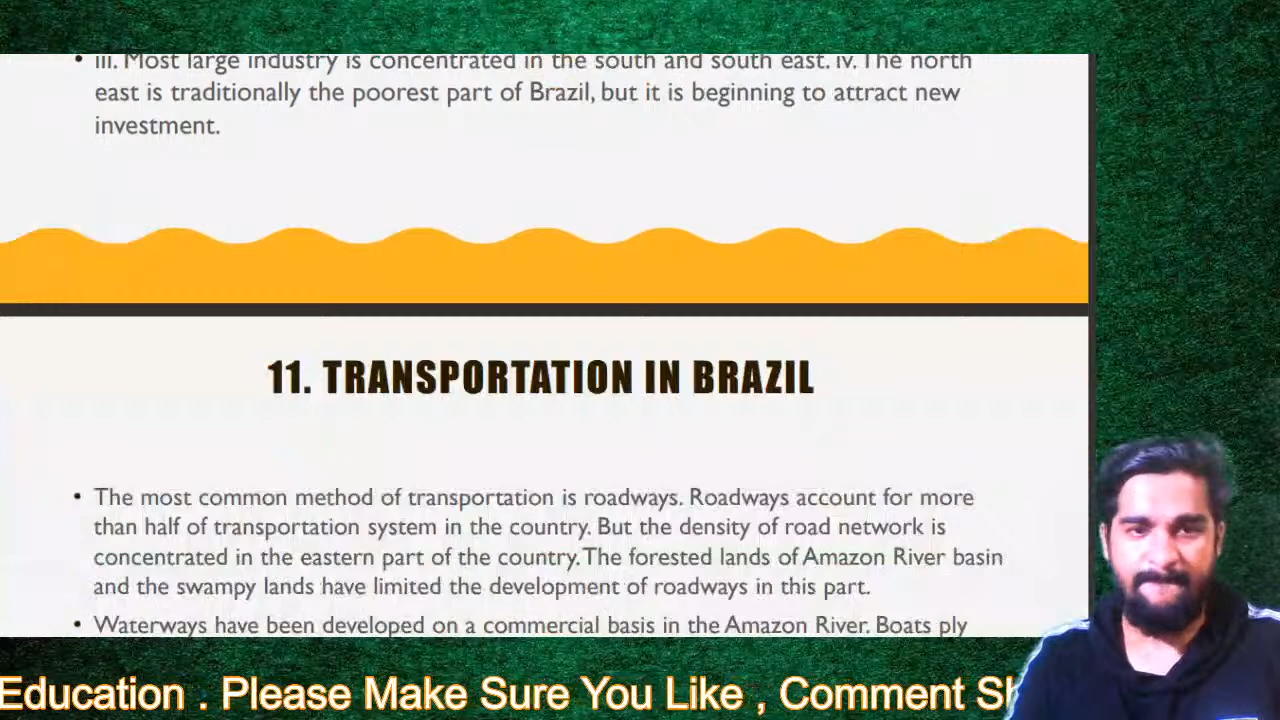 • iii. Most large industry is concentrated in the south and south east. iv. The north
east is traditionally the poorest part of Brazil, but it is beginning to attract new
investment.
11. TRANSPORTATION IN BRAZIL
• The most common method of transportation is roadways. Roadways account for more
than half of transportation system in the country. But the density of road network is
concentrated in the eastern part of the country. The forested lands of Amazon River basin
and the swampy lands have limited the development of roadways in this part.
• Waterways have been developed on a commercial basis in the Amazon River. Boats ply
Education . Please Make Sure You Like , Comment Sh